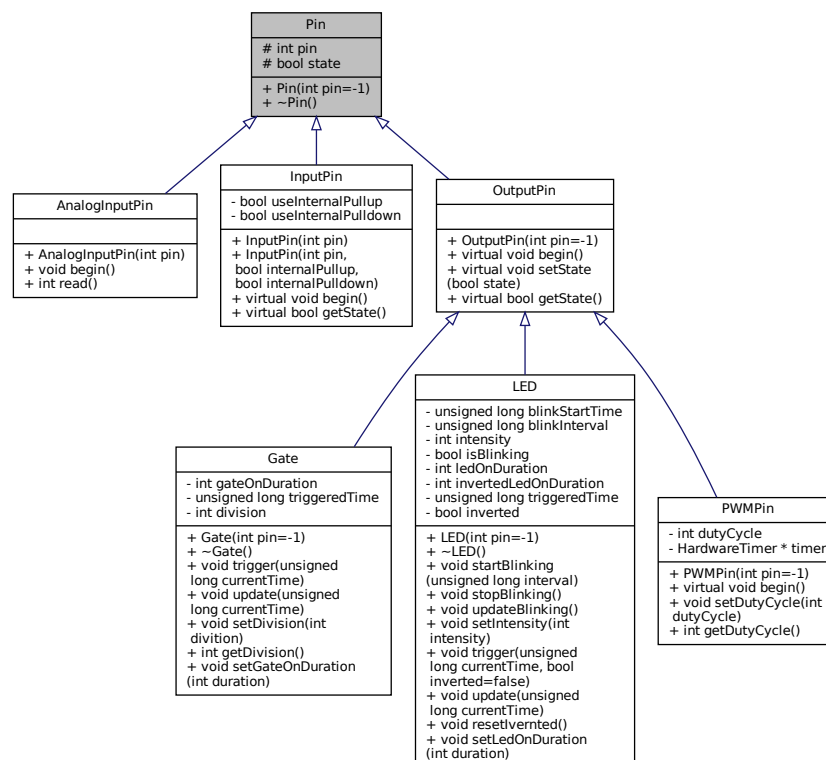 Pin
# int pin
# bool state
+ Pin(int pin=-1)
+ ~Pin()
AnalogInputPin
+ AnalogInputPin(int pin)
+ void begin()
+ int read()
InputPin
- bool useInternalPullup
- bool useInternalPulldown
+ InputPin(int pin)
+ InputPin(int pin,
bool internalPullup,
bool internalPulldown)
+ virtual void begin()
+ virtual bool getState()
OutputPin
+ OutputPin(int pin=-1)
+ virtual void begin()
+ virtual void setState
(bool state)
+ virtual bool getState()
Gate
- int gateOnDuration
- unsigned long triggeredTime
- int division
+ Gate(int pin=-1)
+ ~Gate()
+ void trigger(unsigned
long currentTime)
+ void update(unsigned
long currentTime)
+ void setDivision(int
divition)
+ int getDivision()
+ void setGateOnDuration
(int duration)
LED
- unsigned long blinkStartTime
- unsigned long blinkInterval
- int intensity
- bool isBlinking
- int ledOnDuration
- int invertedLedOnDuration
- unsigned long triggeredTime
- bool inverted
+ LED(int pin=-1)
+ ~LED()
+ void startBlinking
(unsigned long interval)
+ void stopBlinking()
+ void updateBlinking()
+ void setIntensity(int
intensity)
+ void trigger(unsigned
long currentTime, bool
inverted=false)
+ void update(unsigned
long currentTime)
+ void resetIvernted()
+ void setLedOnDuration
(int duration)
PWMPin
- int dutyCycle
- HardwareTimer * timer
+ PWMPin(int pin=-1)
+ virtual void begin()
+ void setDutyCycle(int
dutyCycle)
+ int getDutyCycle()